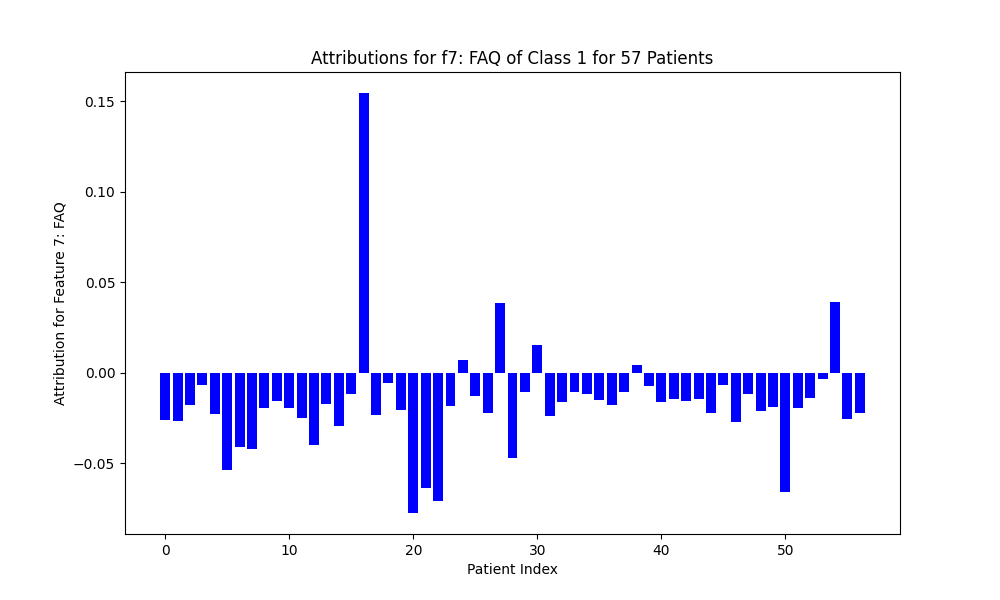 Attributions for f7: FAQ of Class 1 for 57 Patients
Attribution for Feature 7: FAQ
0.15
0.10
0.05
0.00
−0.05
0 10 20 30 40 50
Patient Index